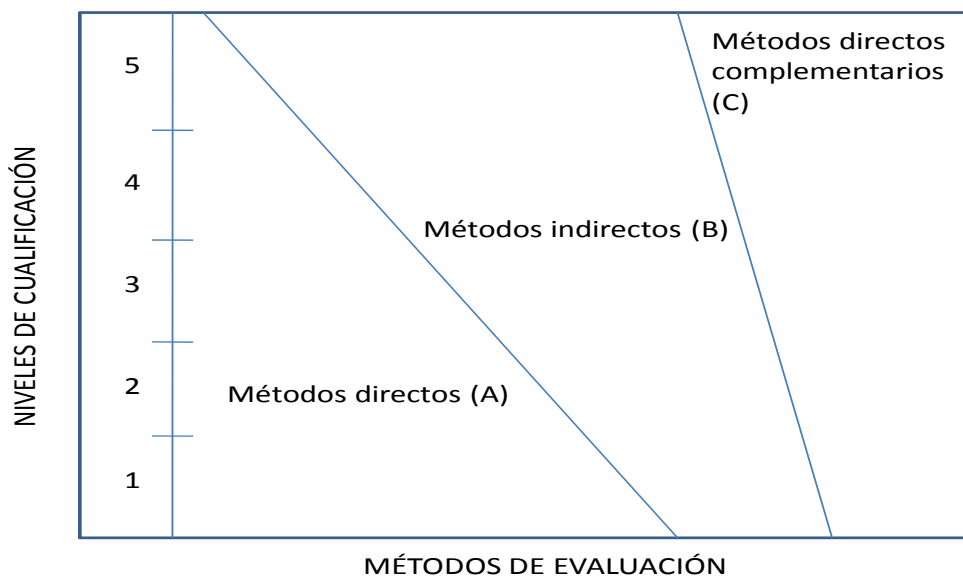 NIVELES DE CUALIFICACIÓN
5
4
3
2
1
Métodos directos
complementarios
(C)
Métodos indirectos (B)
Métodos directos (A)
MÉTODOS DE EVALUACIÓN